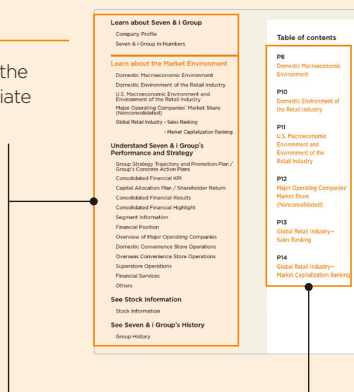 the
iate
Learn about Seven & i Group
Company Profile
Seven & i Group in Numbers
Learn about the Market Environment
Domestic Macroeconomic Environment
Domestic Environment of the Retail Industry
U.S. Macroeconomic Environment and
Environment of the Retail Industry
Major Operating Companies' Market Share
(Nonconsolidated)
Global Retail Industry - Sales Ranking
- Market Capitalization Ranking
Understand Seven & i Group's
Performance and Strategy
Group Strategy Trajectory and Promotion Plan /
Group's Concrete Action Plans
Consolidated Financial KPI
Capital Allocation Plan / Shareholder Return
Consolidated Financial Results
Consolidated Financial Highlight
Segment Information
Financial Position
Overview of Major Operating Companies
Domestic Convenience Store Operations
Overseas Convenience Store Operations
Superstore Operations
Financial Services
Others
See Stock Information
Stock Information
See Seven & i Group's History
Group History
Table of contents
P8
Domestic Macroeconomic
Environment
P10
Domestic Environment of
the Retail Industry
P11
U.S. Macroeconomic
Environment and
Environment of the
Retail Industry
P12
Major Operating Companies'
Market Share
(Nonconsolidated)
P13
Global Retail Industry—
Sales Ranking
P14
Global Retail Industry—
Market Capitalization Ranking